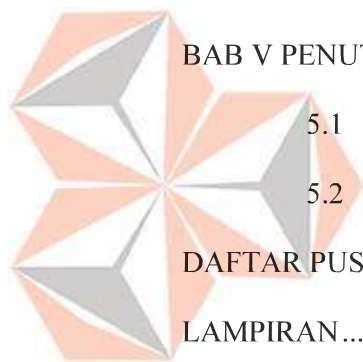 BAB V PENUT
5.1
5.2
DAFTAR PUS
LAMPIRAN...